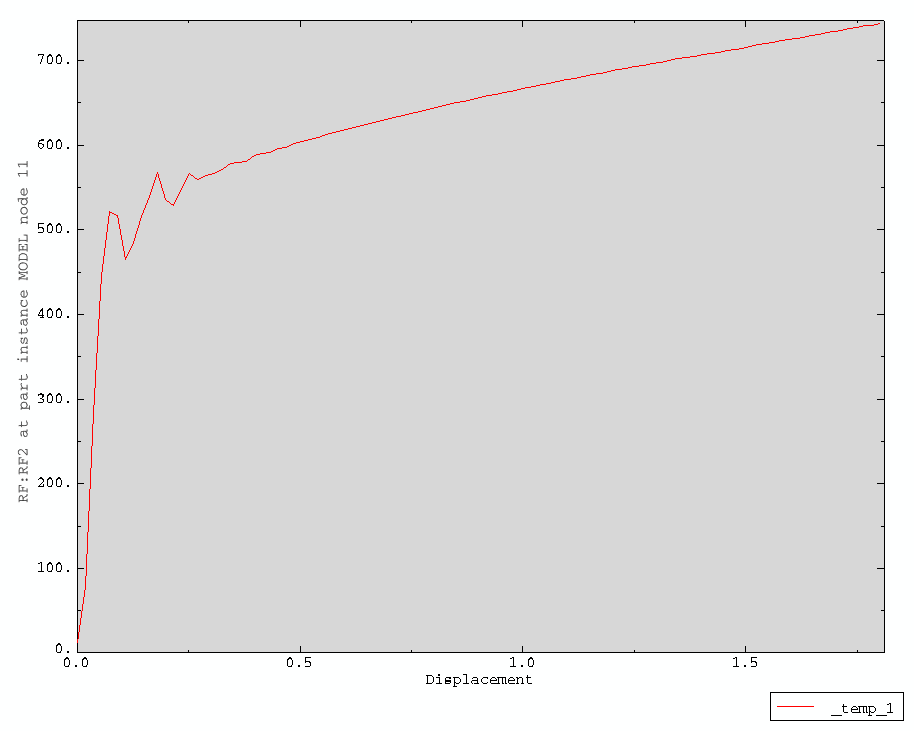 700.
600.
500.
400.
300.
200.
100.
0.
RF:RF2 at part instance MODEL node 11
0.0 0.5 1.0 1.5
Displacement
_temp_1